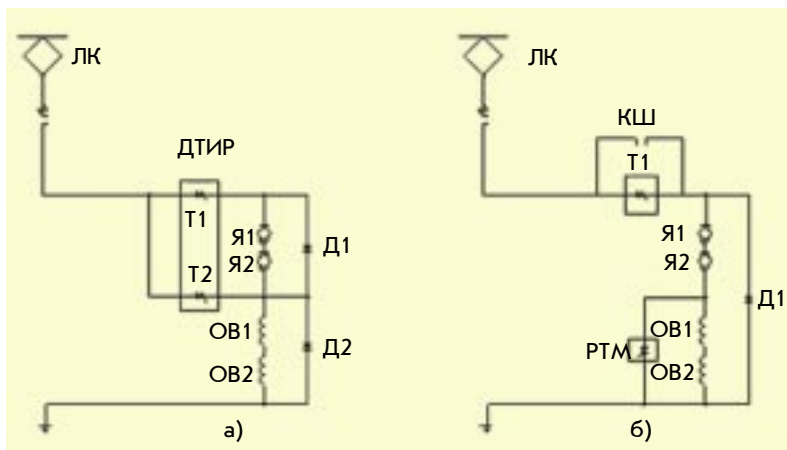 ЛК
ДТИР
Т1
Я1
Я2
Д1
Т2
ОВ1
Д2
ОВ2
а)
ЛК
КШ
Т1
Я1
Я2
Д1
ОВ1
РТМ
ОВ2
б)